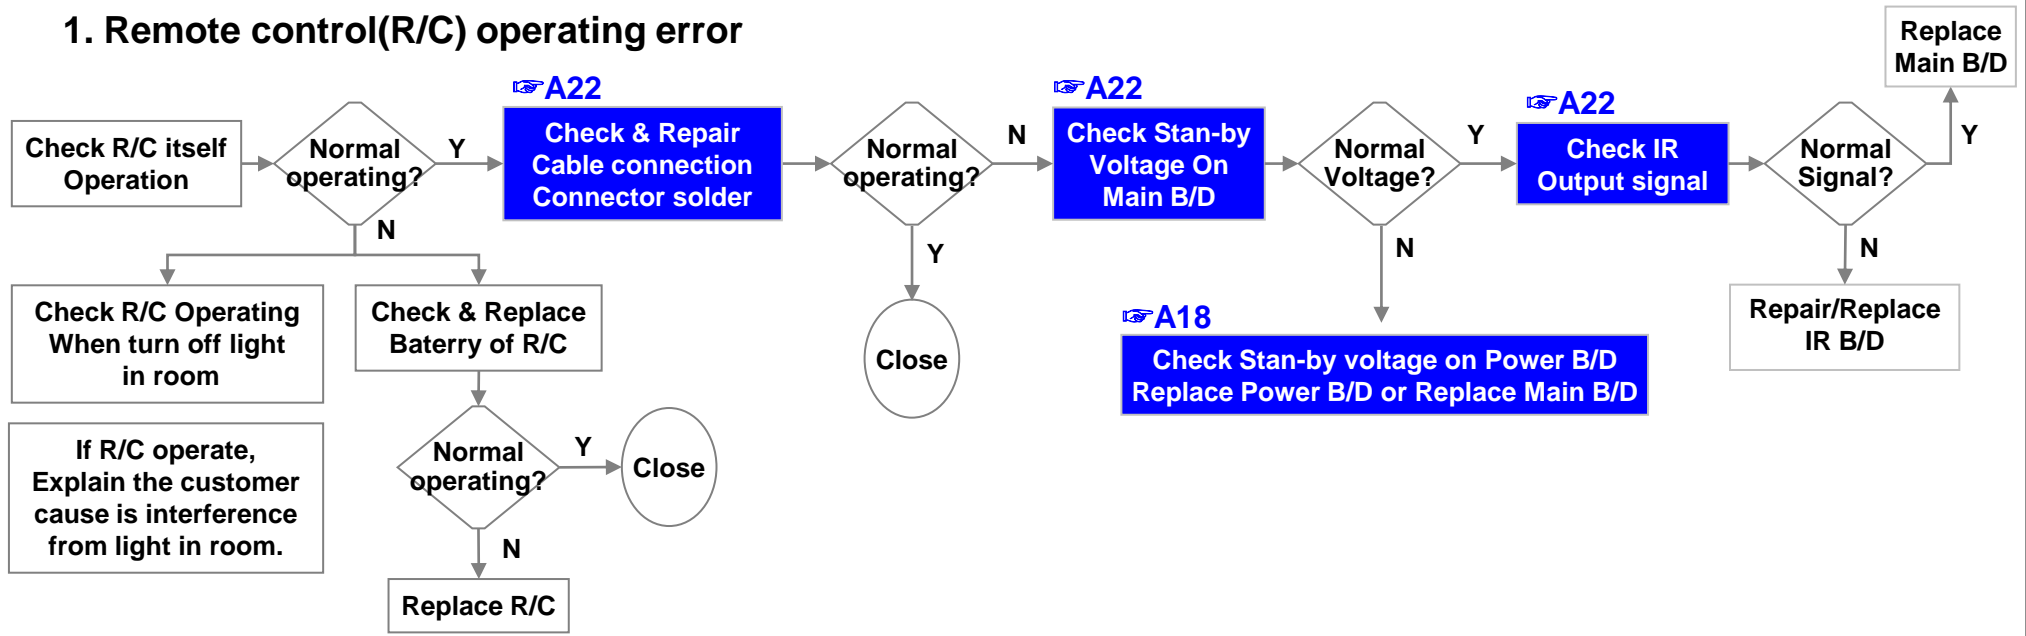 1. Remote control(R/C) operating error
Replace
Main B/D
☞A22
☞A22
☞A22
Check R/C itself
Operation
Normal
operating?
Y
Check & Repair
Cable connection
Connector solder
Normal
operating?
N
Check Stan-by
Voltage On
Main B/D
Normal
Voltage?
Y
Check IR
Output signal
Normal
Signal?
Y
N
Y
N
N
Check R/C Operating
When turn off light
in room
Check & Replace
Baterry of R/C
Close
☞A18
Check Stan-by voltage on Power B/D
Replace Power B/D or Replace Main B/D
Repair/Replace
IR B/D
If R/C operate,
Explain the customer
cause is interference
from light in room.
Normal
operating?
Y
Close
N
Replace R/C